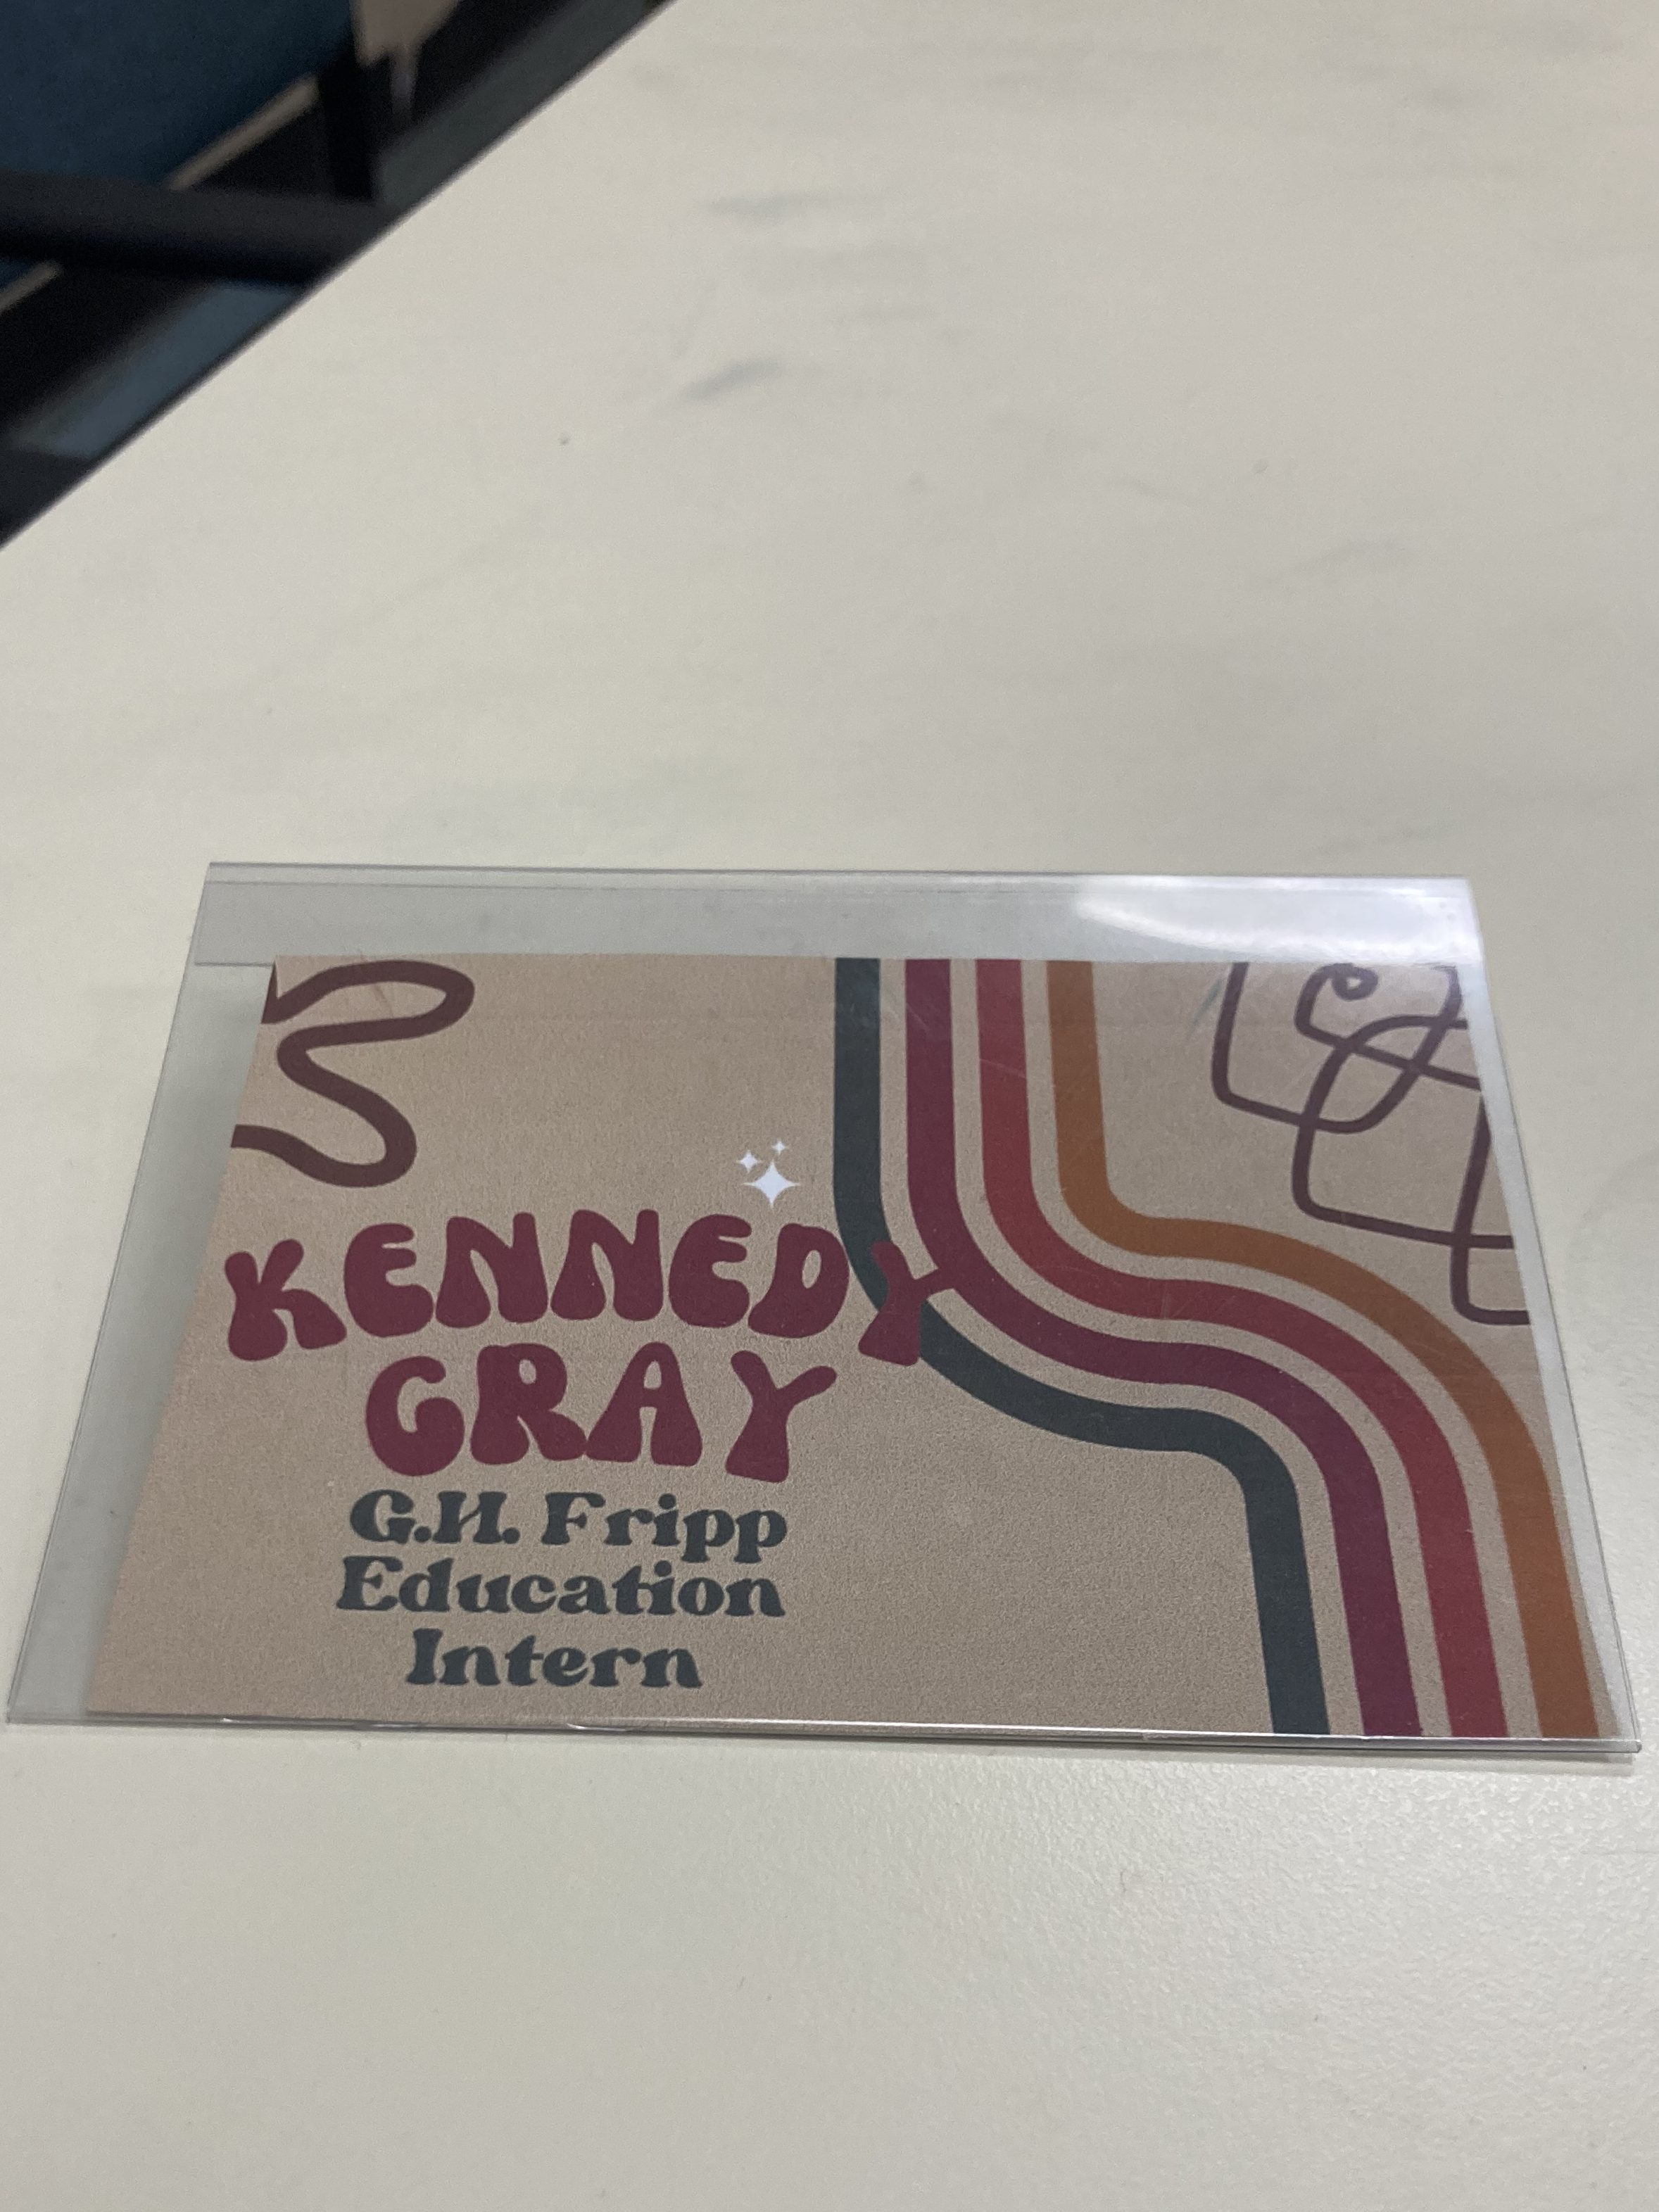 KENNEDY
GRAY
G.H. Fripp
Education
Intern